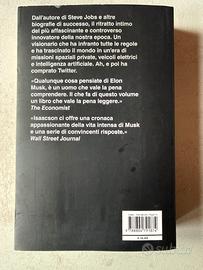 Dall'autore di Steve Jobs e altre
biografie di successo, il ritratto intimo
del più affascinante e controverso
innovatore della nostra epoca. Un
visionario che ha infranto tutte le regole
e ha trascinato il mondo in un'era di
missioni spaziali private, veicoli elettrici
e intelligenza artificiale. Ah, e poi ha
comprato Twitter.
«Qualunque cosa pensiate di Elon
Musk, è un uomo che vale la pena
comprendere. Il che fa di questo volume
un libro che vale la pena leggere.»
The Economist
«Isaacson ci offre una cronaca
appassionante della vita intensa di Musk
e una serie di convincenti risposte.»
Wall Street Journal